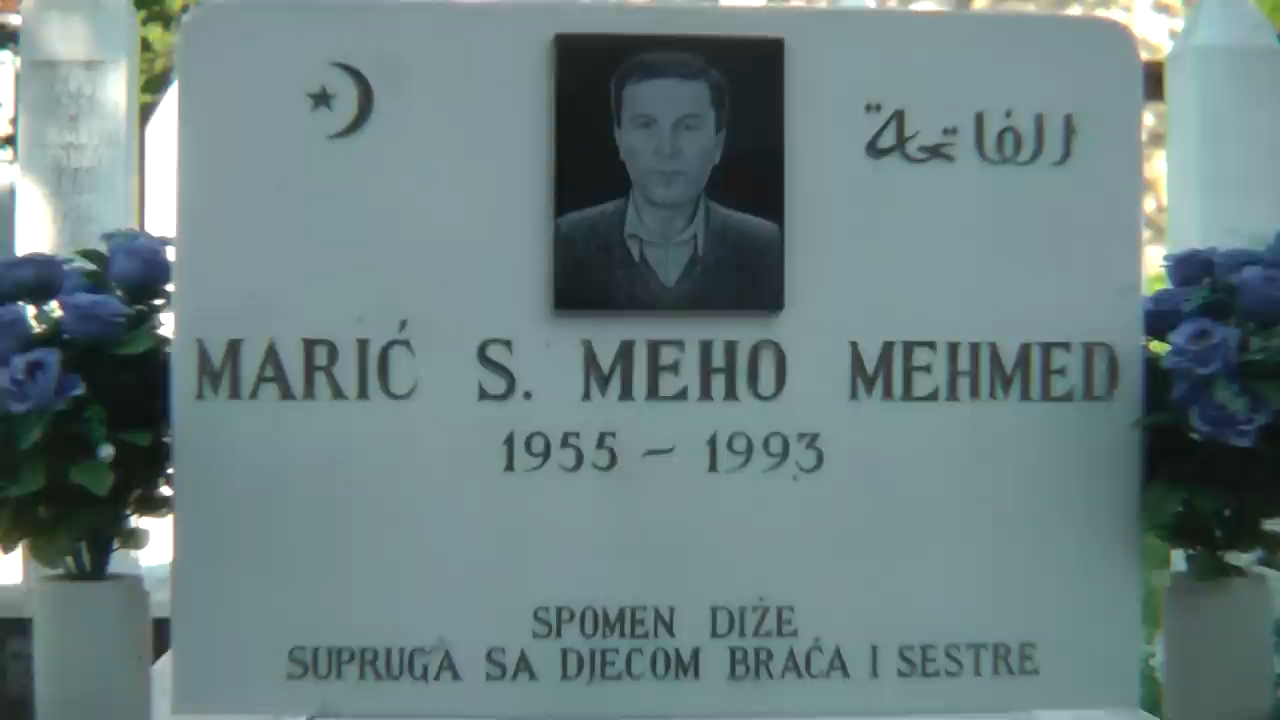 الفاتحة
MARIĆ S. MEHO MEHMED
1955 - 1993
SPOMEN DIŽE
SUPRUGA SA DJECOM BRAĆA I SESTRE